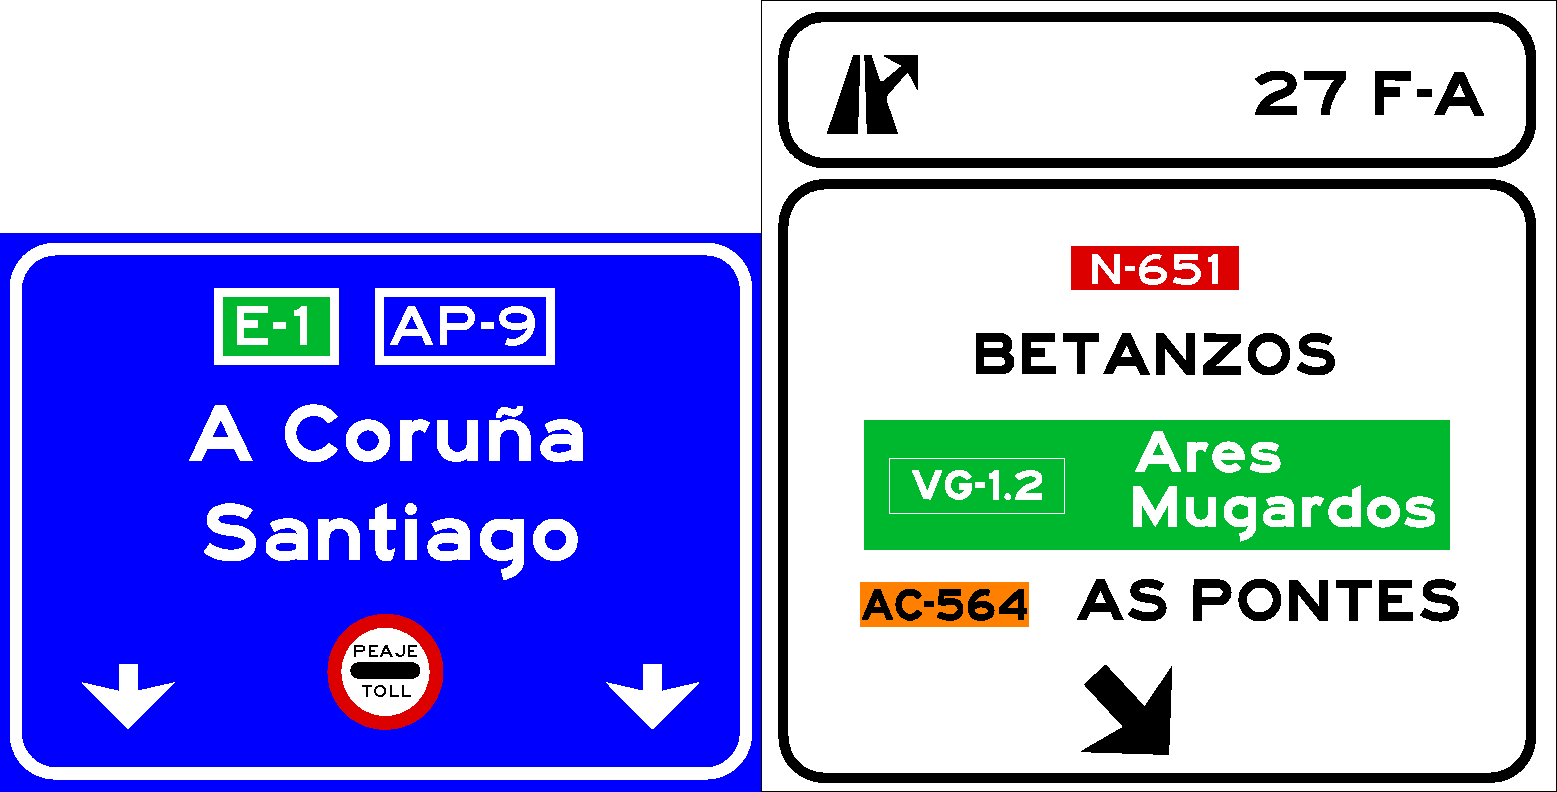 E-1 AP-9
A Coruña
Santiago
PEAJE
TOLL
27 F-A
N-651
BETANZOS
VG-1.2
Ares
Mugardos
AC-564 AS PONTES